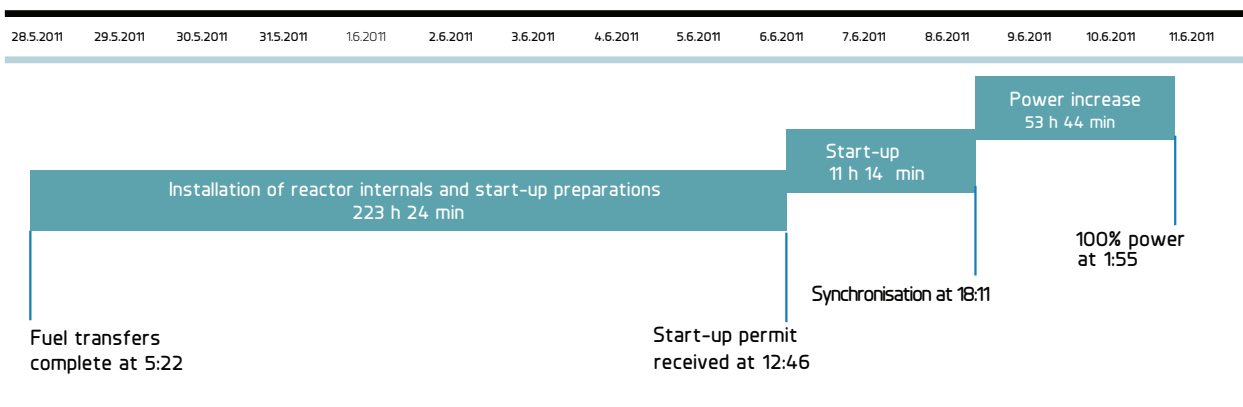 28.5.2011 29.5.2011 30.5.2011 31.5.2011 1.6.2011 2.6.2011 3.6.2011 4.6.2011 5.6.2011 6.6.2011 7.6.2011 8.6.2011 9.6.2011 10.6.2011 11.6.2011
Power increase
53 h 44 min
Start-up
11 h 14 min
Installation of reactor internals and start-up preparations
223 h 24 min
100% power
at 1:55
Synchronisation at 18:11
Start-up permit
received at 12:46
Fuel transfers
complete at 5:22